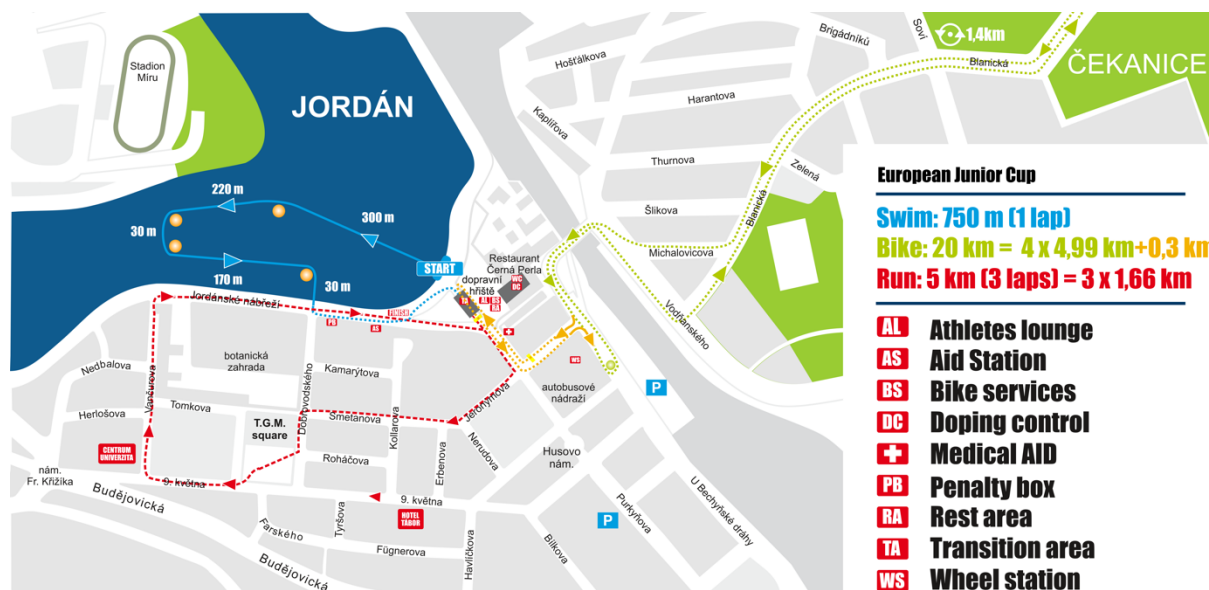 Stadion
Míru
JORDÁN
220 m
300 m
30 m
170 m
30 m
START
Restaurant
Černá Perla
dopravní
hřiště
WC
DC
TA
AL
BS
RA
FINISH
PB
AS
WS
P
P
Jordánské nábřeží
botanická
zahrada
Kamarýtova
Nedbalova
Vančurova
Dobrovodského
Tomkova
Herlošova
T.G.M.
square
Smetanova
Kollárova
Jeronýmova
Roháčova
Erbenova
Nerudova
autobusové
nádraží
Husovo
nám.
CENTRUM
UNIVERZITA
nám.
Fr. Křižíka
9. května
9. května
Budějovická
Farského
Tyršova
HOTEL
TÁBOR
Fügnerova
Havlíčkova
Budějovická
Bílkova
Purkyňova
U Bechyňské dráhy
Hošťálkova
Kaplířova
Harantova
Thurnova
Šlikova
Michalovicova
Vodňanského
Blanická
Zelená
Brigádníků
Soví
1,4km
Blanická
ČEKANICE
European Junior Cup
Swim: 750 m (1 lap)
Bike: 20 km = 4 x 4,99 km+0,3 km
Run: 5 km (3 laps) = 3 x 1,66 km
AL Athletes lounge
AS Aid Station
BS Bike services
DC Doping control
Medical AID
PB Penalty box
RA Rest area
TA Transition area
WS Wheel station